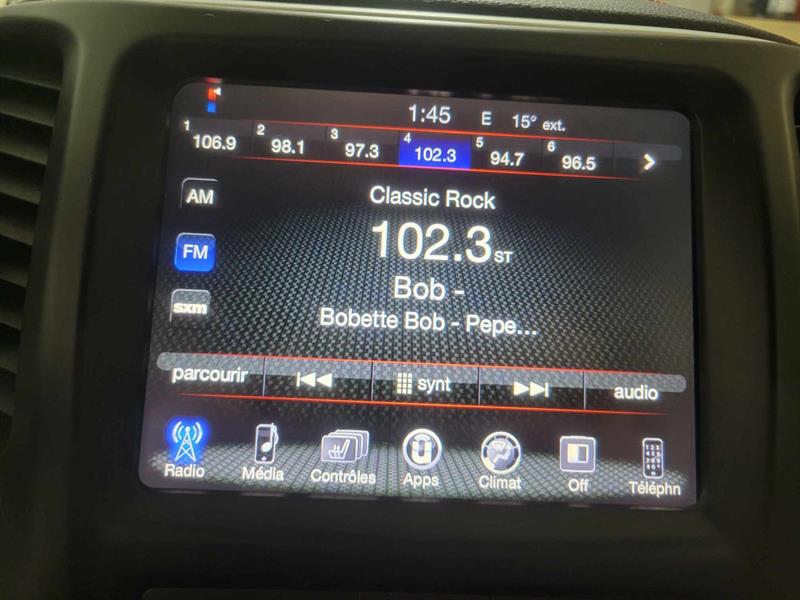 1:45 E 15° ext.
1 106.9 2 98.1 3 97.3 4 102.3 5 94.7 6 96.5
AM
Classic Rock
102.3 ST
FM
Bob -
sxm
Bobette Bob - Pepe...
parcourir synt audio
Radio Média Contrôles Apps Climat Off Téléphn